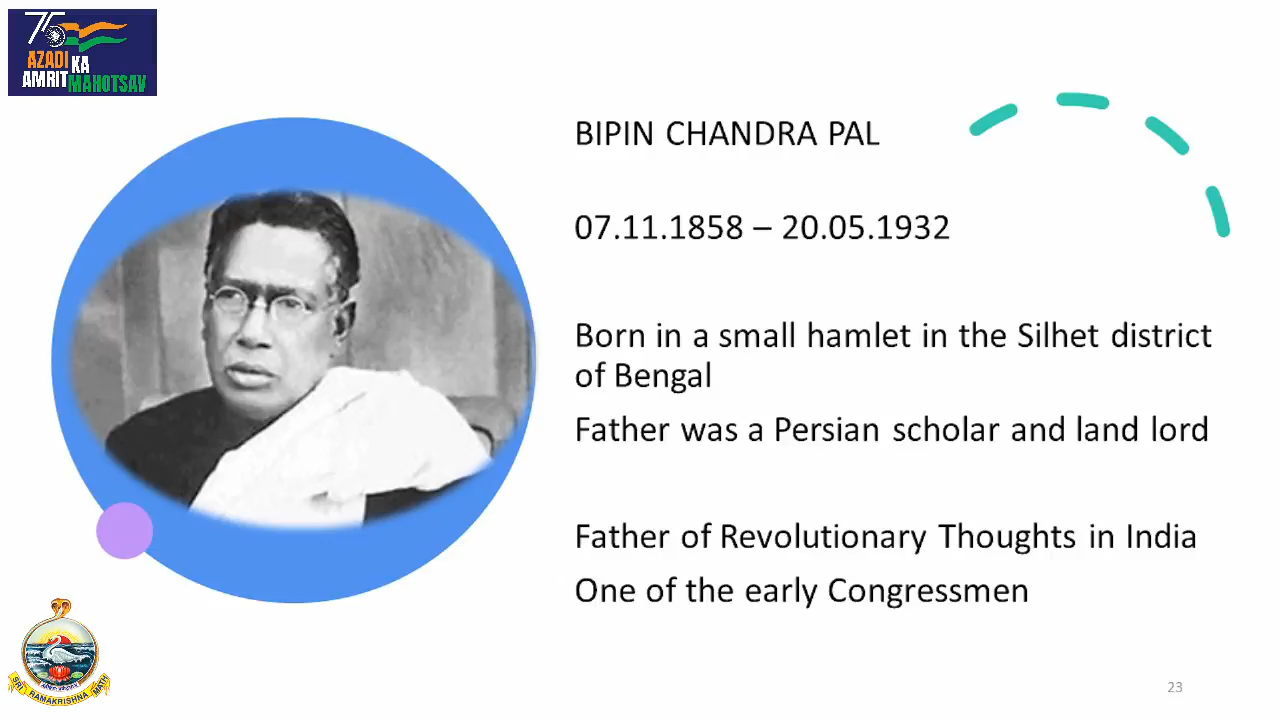 75
AZADI
KA
AMRIT
MAHOTSAV
BIPIN CHANDRA PAL
07.11.1858 – 20.05.1932
Born in a small hamlet in the Silhet district
of Bengal
Father was a Persian scholar and land lord
Father of Revolutionary Thoughts in India
One of the early Congressmen
SRI RAMAKRISHNA MATH
23